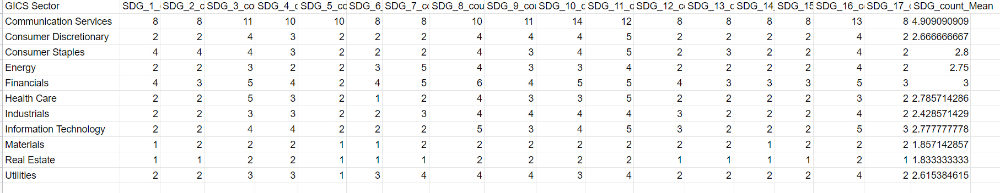 GICS Sector SDG_1_ SDG_2_c SDG_3_cou SDG_4_c SDG_5_co SDG_6_ SDG_7_co SDG_8_cou SDG_9_cou SDG_10_c SDG_11_c SDG_12_c SDG_13_c SDG_14_ SDG_15 SDG_16_c SDG_17_ SDG_count_Mean
Communication Services 8 8 11 10 10 8 8 10 11 14 12 8 8 8 8 13 8 4.909090909
Consumer Discretionary 2 2 4 3 2 2 2 4 4 4 5 2 2 2 2 4 2 2.666666667
Consumer Staples 4 4 4 3 2 2 2 4 3 4 5 2 3 2 2 4 2 2.8
Energy 2 2 3 2 2 3 5 4 3 3 4 2 2 2 2 4 2 2.75
Financials 4 3 5 4 2 4 5 6 4 5 5 4 3 3 3 5 3 3
Health Care 2 2 5 3 2 1 2 4 3 3 5 2 2 2 2 3 2 2.785714286
Industrials 2 2 3 3 2 2 3 4 4 4 4 3 2 2 2 4 2 2.428571429
Information Technology 2 2 4 4 2 2 2 5 3 4 5 3 2 2 2 5 3 2.777777778
Materials 1 2 2 2 1 1 2 2 2 2 2 2 2 1 2 2 2 1.857142857
Real Estate 1 1 2 2 1 1 1 2 2 2 2 1 1 1 1 2 1 1.833333333
Utilities 2 2 3 3 1 3 4 4 4 3 4 2 2 2 2 4 2 2.615384615